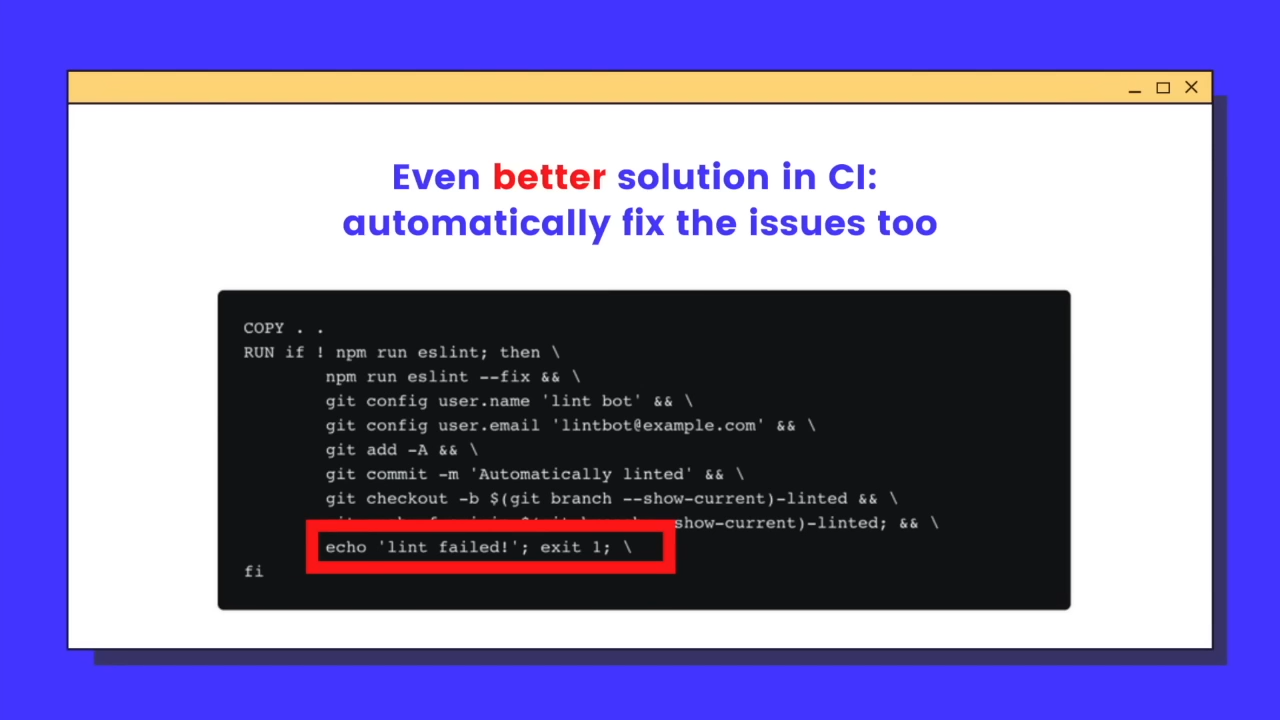 Even better solution in CI:
automatically fix the issues too
COPY . .
RUN if ! npm run eslint; then \
npm run eslint --fix && \
git config user.name 'lint bot' && \
git config user.email 'lintbot@example.com' && \
git add -A && \
git commit -m 'Automatically linted' && \
git checkout -b $(git branch --show-current)-linted && \
show-current)-linted; && \
echo 'lint failed!'; exit 1; \
fi